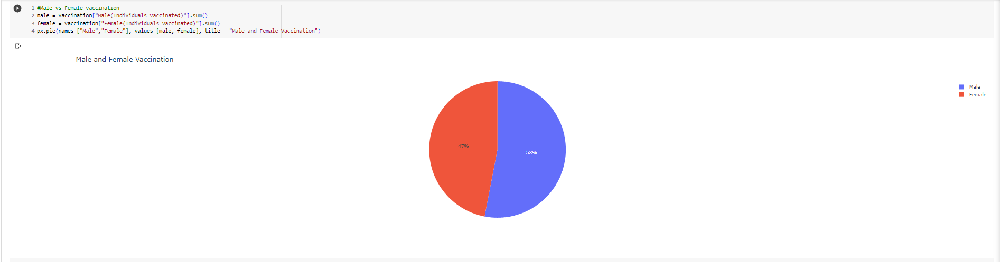 1 #Male vs Female vaccination
2 male = vaccination["Male(Individuals Vaccinated)"].sum()
3 female = vaccination["Female(Individuals Vaccinated)"].sum()
4 px.pie(names=["Male","Female"], values=[male, female], title = "Male and Female Vaccination")
Male and Female Vaccination
Male
Female
47%
53%